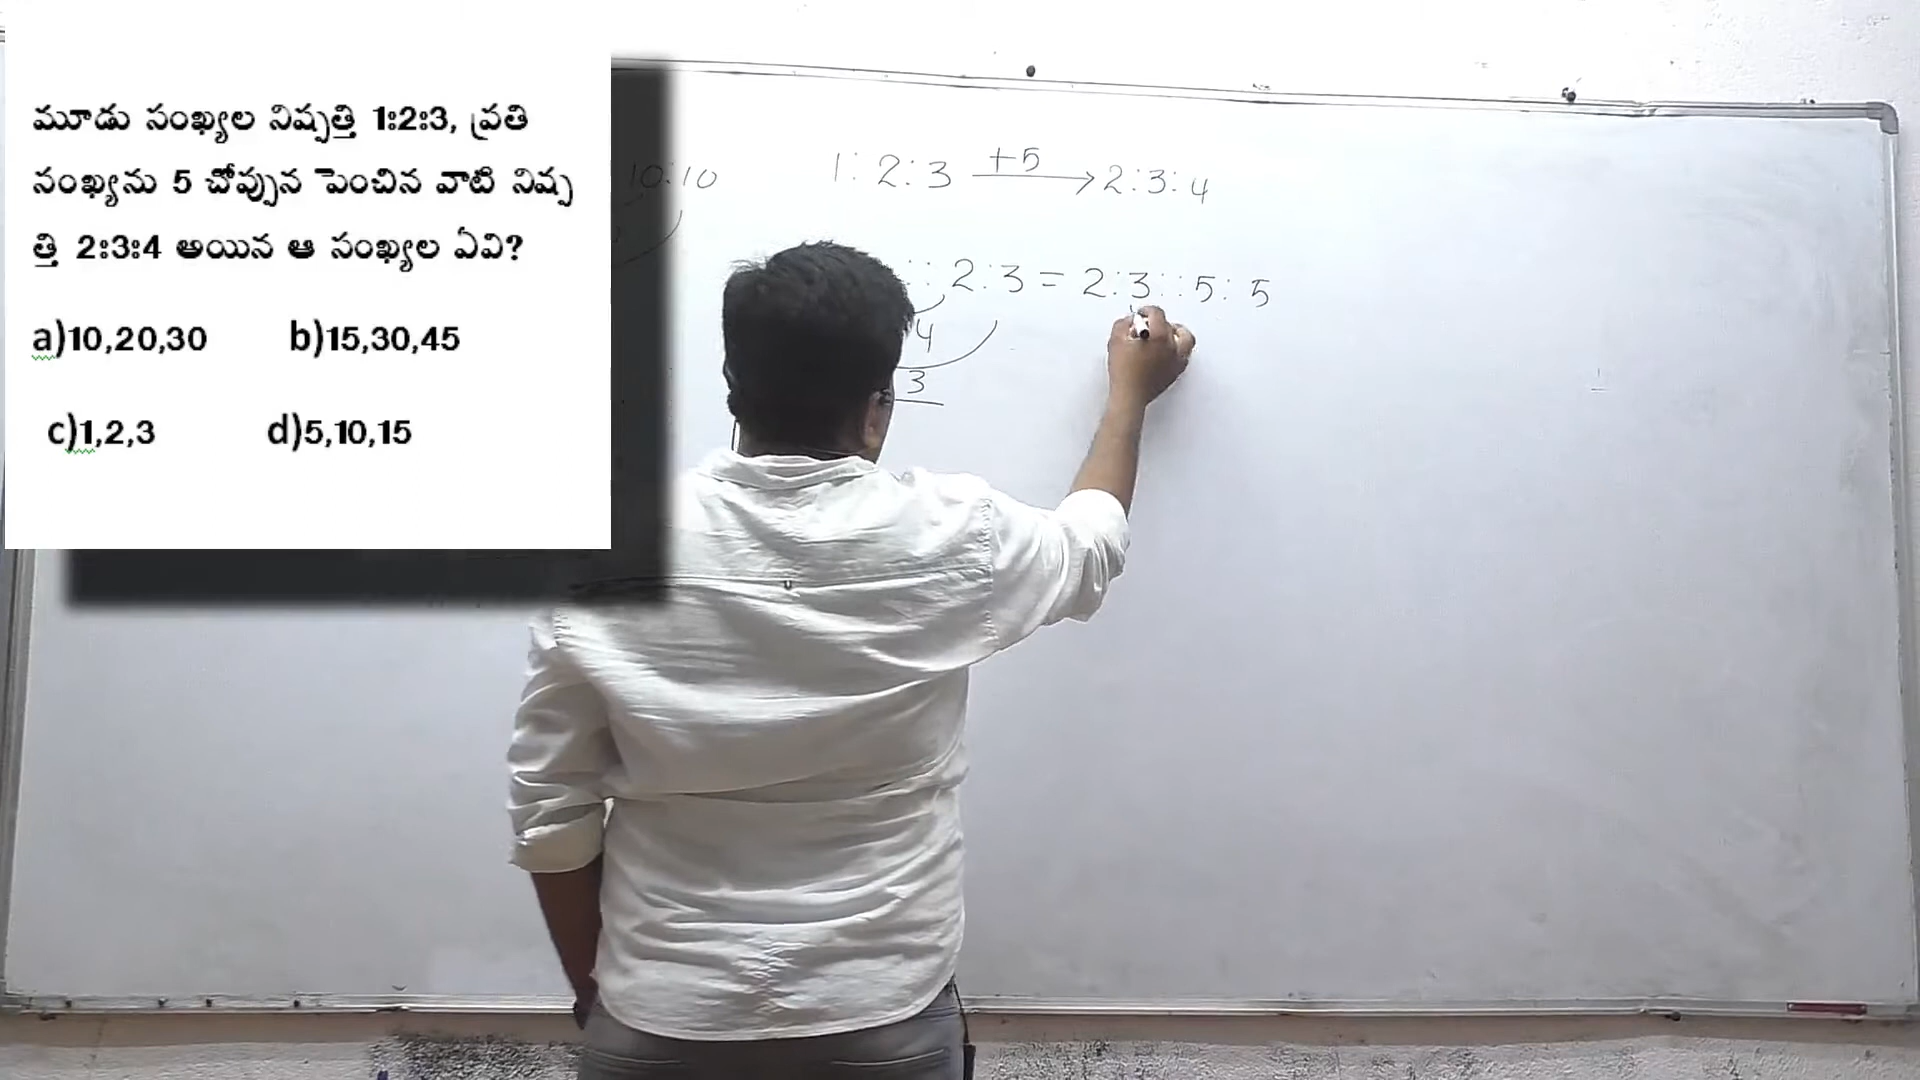 మూడు సంఖ్యల నిష్పత్తి 1:2:3, ప్రతి
సంఖ్యను 5 చోప్పున పెంచిన వాటి నిష్ప
త్తి 2:3:4 అయిన ఆ సంఖ్యల ఏవి?
a)10,20,30 b)15,30,45
c)1,2,3 d)5,10,15
10:10
1:2:3 +5 → 2:3:4
:: 2:3 = 2:3::5:5
4
3